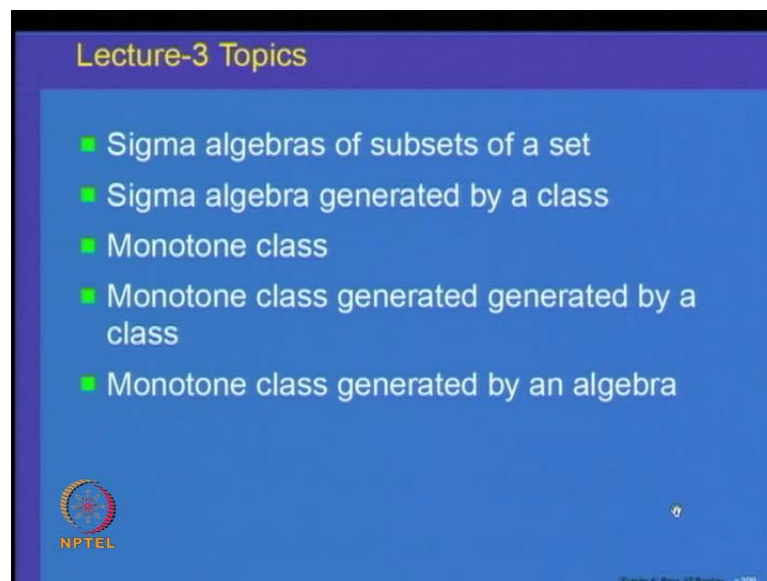 Lecture-3 Topics
Sigma algebras of subsets of a set
Sigma algebra generated by a class
Monotone class
Monotone class generated generated by a
class
Monotone class generated by an algebra
NPTEL